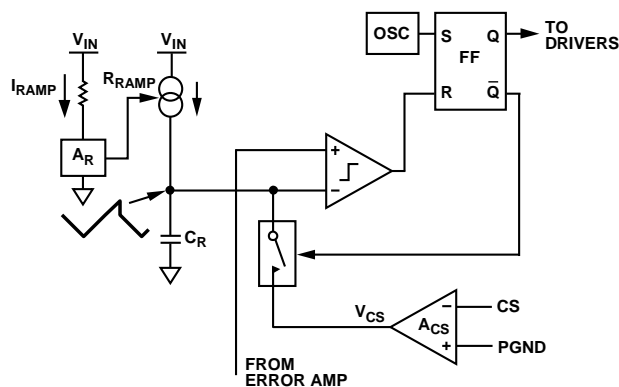 OSC
S
Q
FF
R
Q̅
TO
DRIVERS
VIN
VIN
IRAMP
RRAMP
AR
+
−
CR
VCS
−
ACS
+
CS
PGND
FROM
ERROR AMP